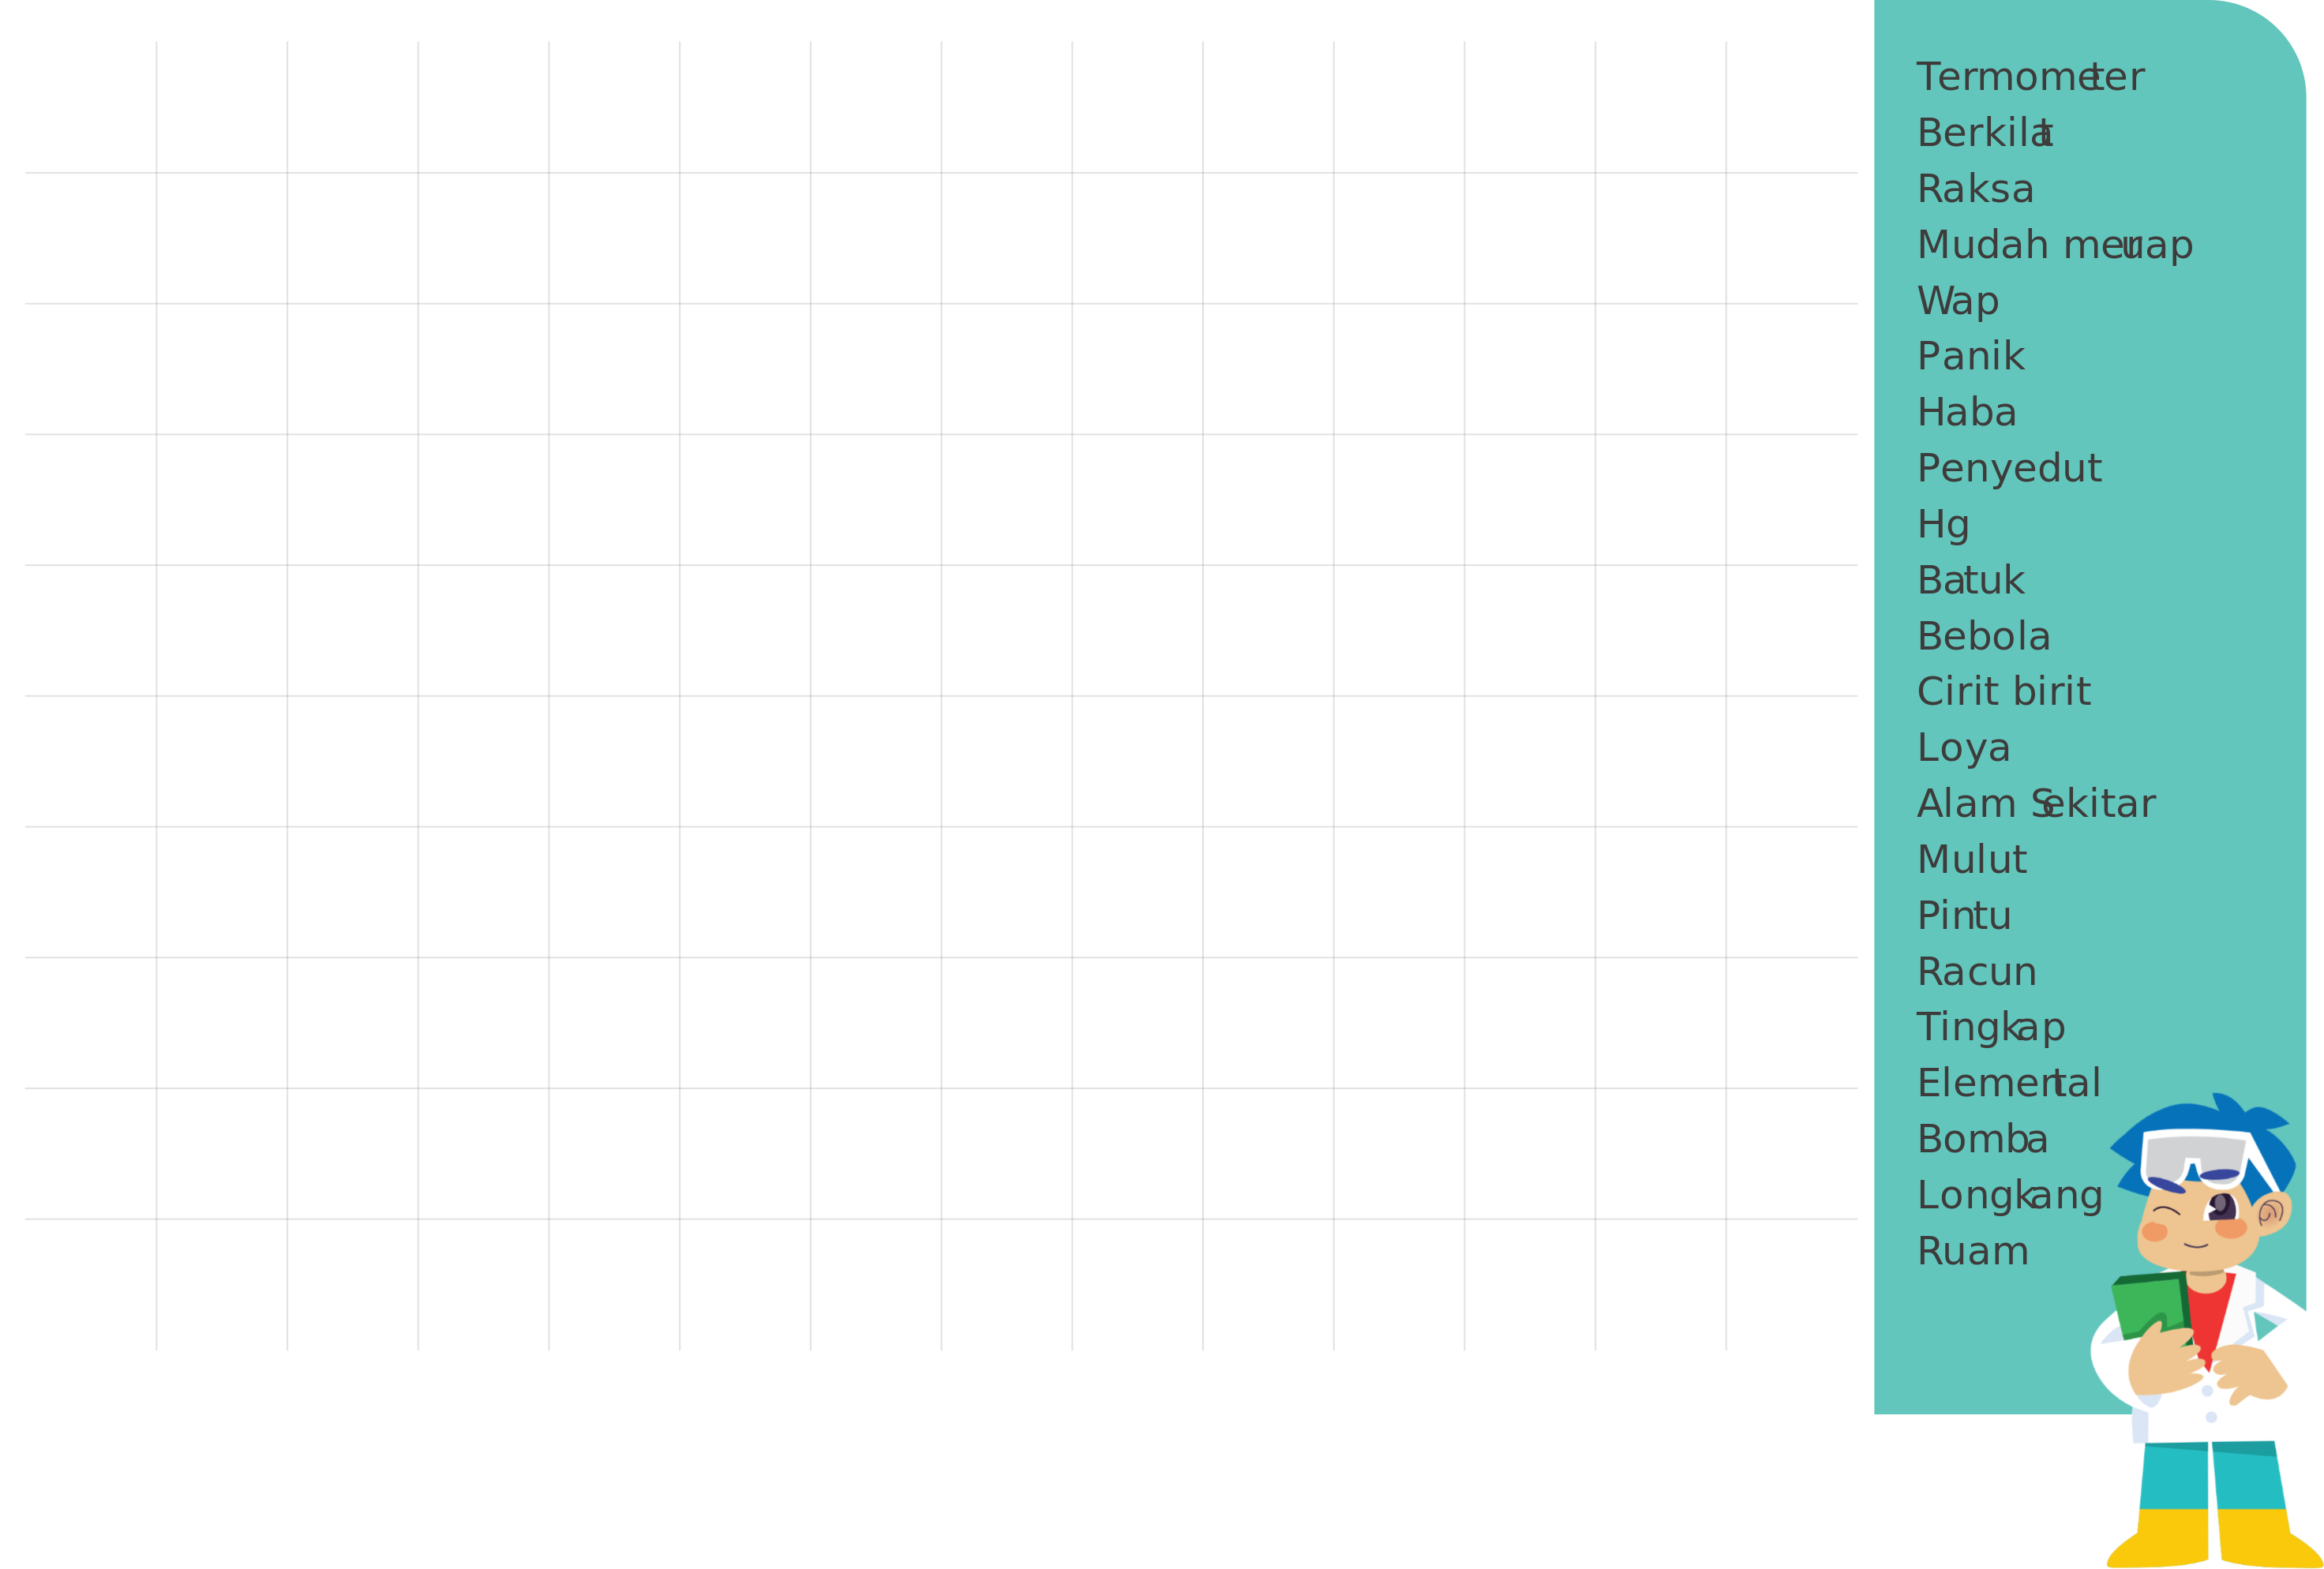 Termometer
Berkilat
Raksa
Mudah meruap
Wap
Panik
Haba
Penyedut
Hg
Batuk
Bebola
Cirit birit
Loya
Alam Sekitar
Mulut
Pintu
Racun
Tingkap
Elemental
Bomba
Longkang
Ruam